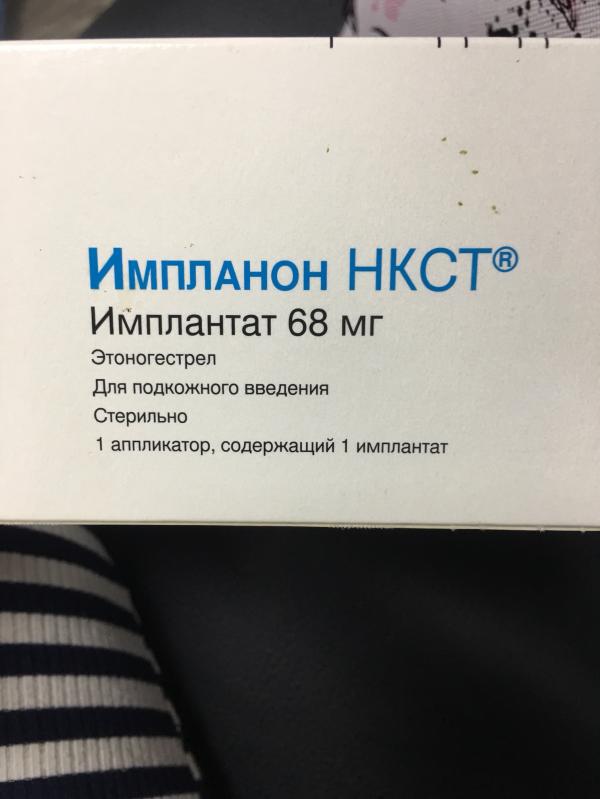 Импланон НКСТ®
Имплантат 68 мг
Этоногестрел
Для подкожного введения
Стерильно
1 аппликатор, содержащий 1 имплантат